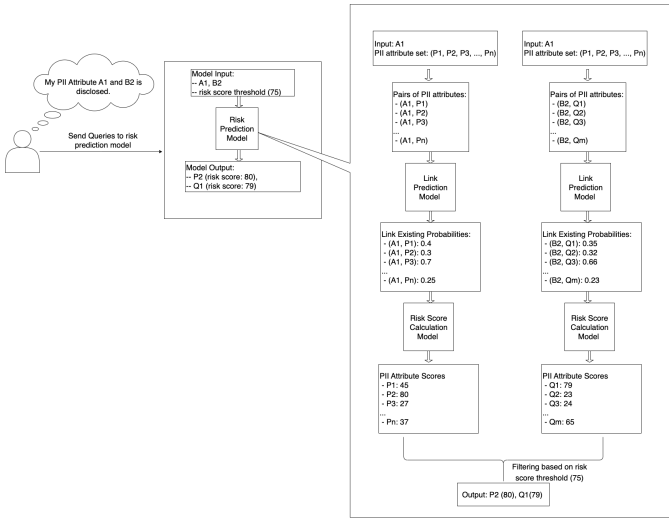 My PII Attribute A1 and B2 is
disclosed.
Send Queries to risk
prediction model
Model Input:
-- A1, B2
-- risk score threshold (75)
Risk
Prediction
Model
Model Output:
-- P2 (risk score: 80),
-- Q1 (risk score: 79)
Input: A1
PII attribute set: (P1, P2, P3, ..., Pn)
Pairs of PII attributes:
- (A1, P1)
- (A1, P2)
- (A1, P3)
...
- (A1, Pn)
Link
Prediction
Model
Link Existing Probabilities:
- (A1, P1): 0.4
- (A1, P2): 0.3
- (A1, P3): 0.7
...
- (A1, Pn): 0.25
Risk Score
Calculation
Model
PII Attribute Scores
- P1: 45
- P2: 80
- P3: 27
...
- Pn: 37
Input: A1
PII attribute set: (P1, P2, P3, ..., Pn)
Pairs of PII attributes:
- (B2, Q1)
- (B2, Q2)
- (B2, Q3)
...
- (B2, Qm)
Link
Prediction
Model
Link Existing Probabilities:
- (B2, Q1): 0.35
- (B2, Q2): 0.32
- (B2, Q3): 0.66
...
- (B2, Qm): 0.23
Risk Score
Calculation
Model
PII Attribute Scores
- Q1: 79
- Q2: 23
- Q3: 24
...
- Qm: 65
Filtering based on risk
score threshold (75)
Output: P2 (80), Q1(79)